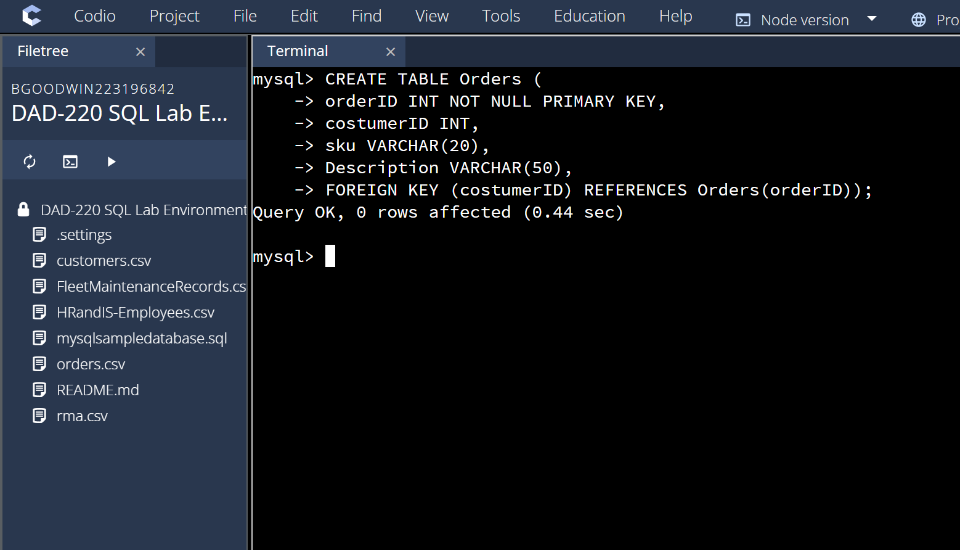 Codio Project File Edit Find View Tools Education Help Node version Pro
Filetree ×
Terminal ×
BGOODWIN223196842
DAD-220 SQL Lab E...
DAD-220 SQL Lab Environment
.settings
customers.csv
FleetMaintenanceRecords.cs
HRandIS-Employees.csv
mysqlsampledatabase.sql
orders.csv
README.md
rma.csv
mysql> CREATE TABLE Orders (
-> orderID INT NOT NULL PRIMARY KEY,
-> costumerID INT,
-> sku VARCHAR(20),
-> Description VARCHAR(50),
-> FOREIGN KEY (costumerID) REFERENCES Orders(orderID));
Query OK, 0 rows affected (0.44 sec)
mysql>